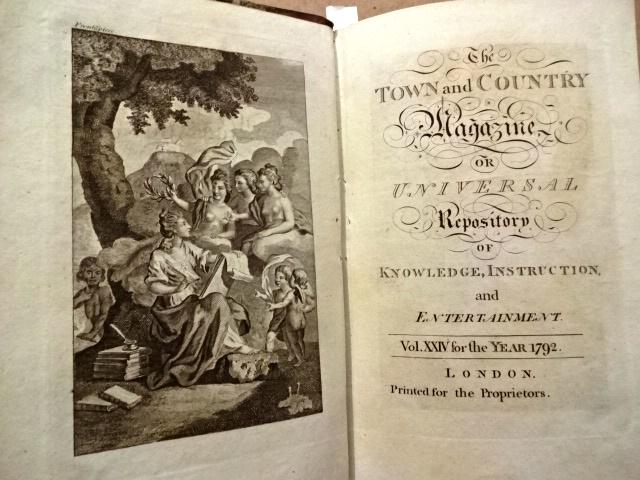 Frontispiece
The
TOWN and COUNTRY
Magazine,
OR
UNIVERSAL
Repository
OF
KNOWLEDGE, INSTRUCTION,
and
ENTERTAINMENT.
Vol. XXIV for the YEAR 1792.
LONDON.
Printed for the Proprietors.